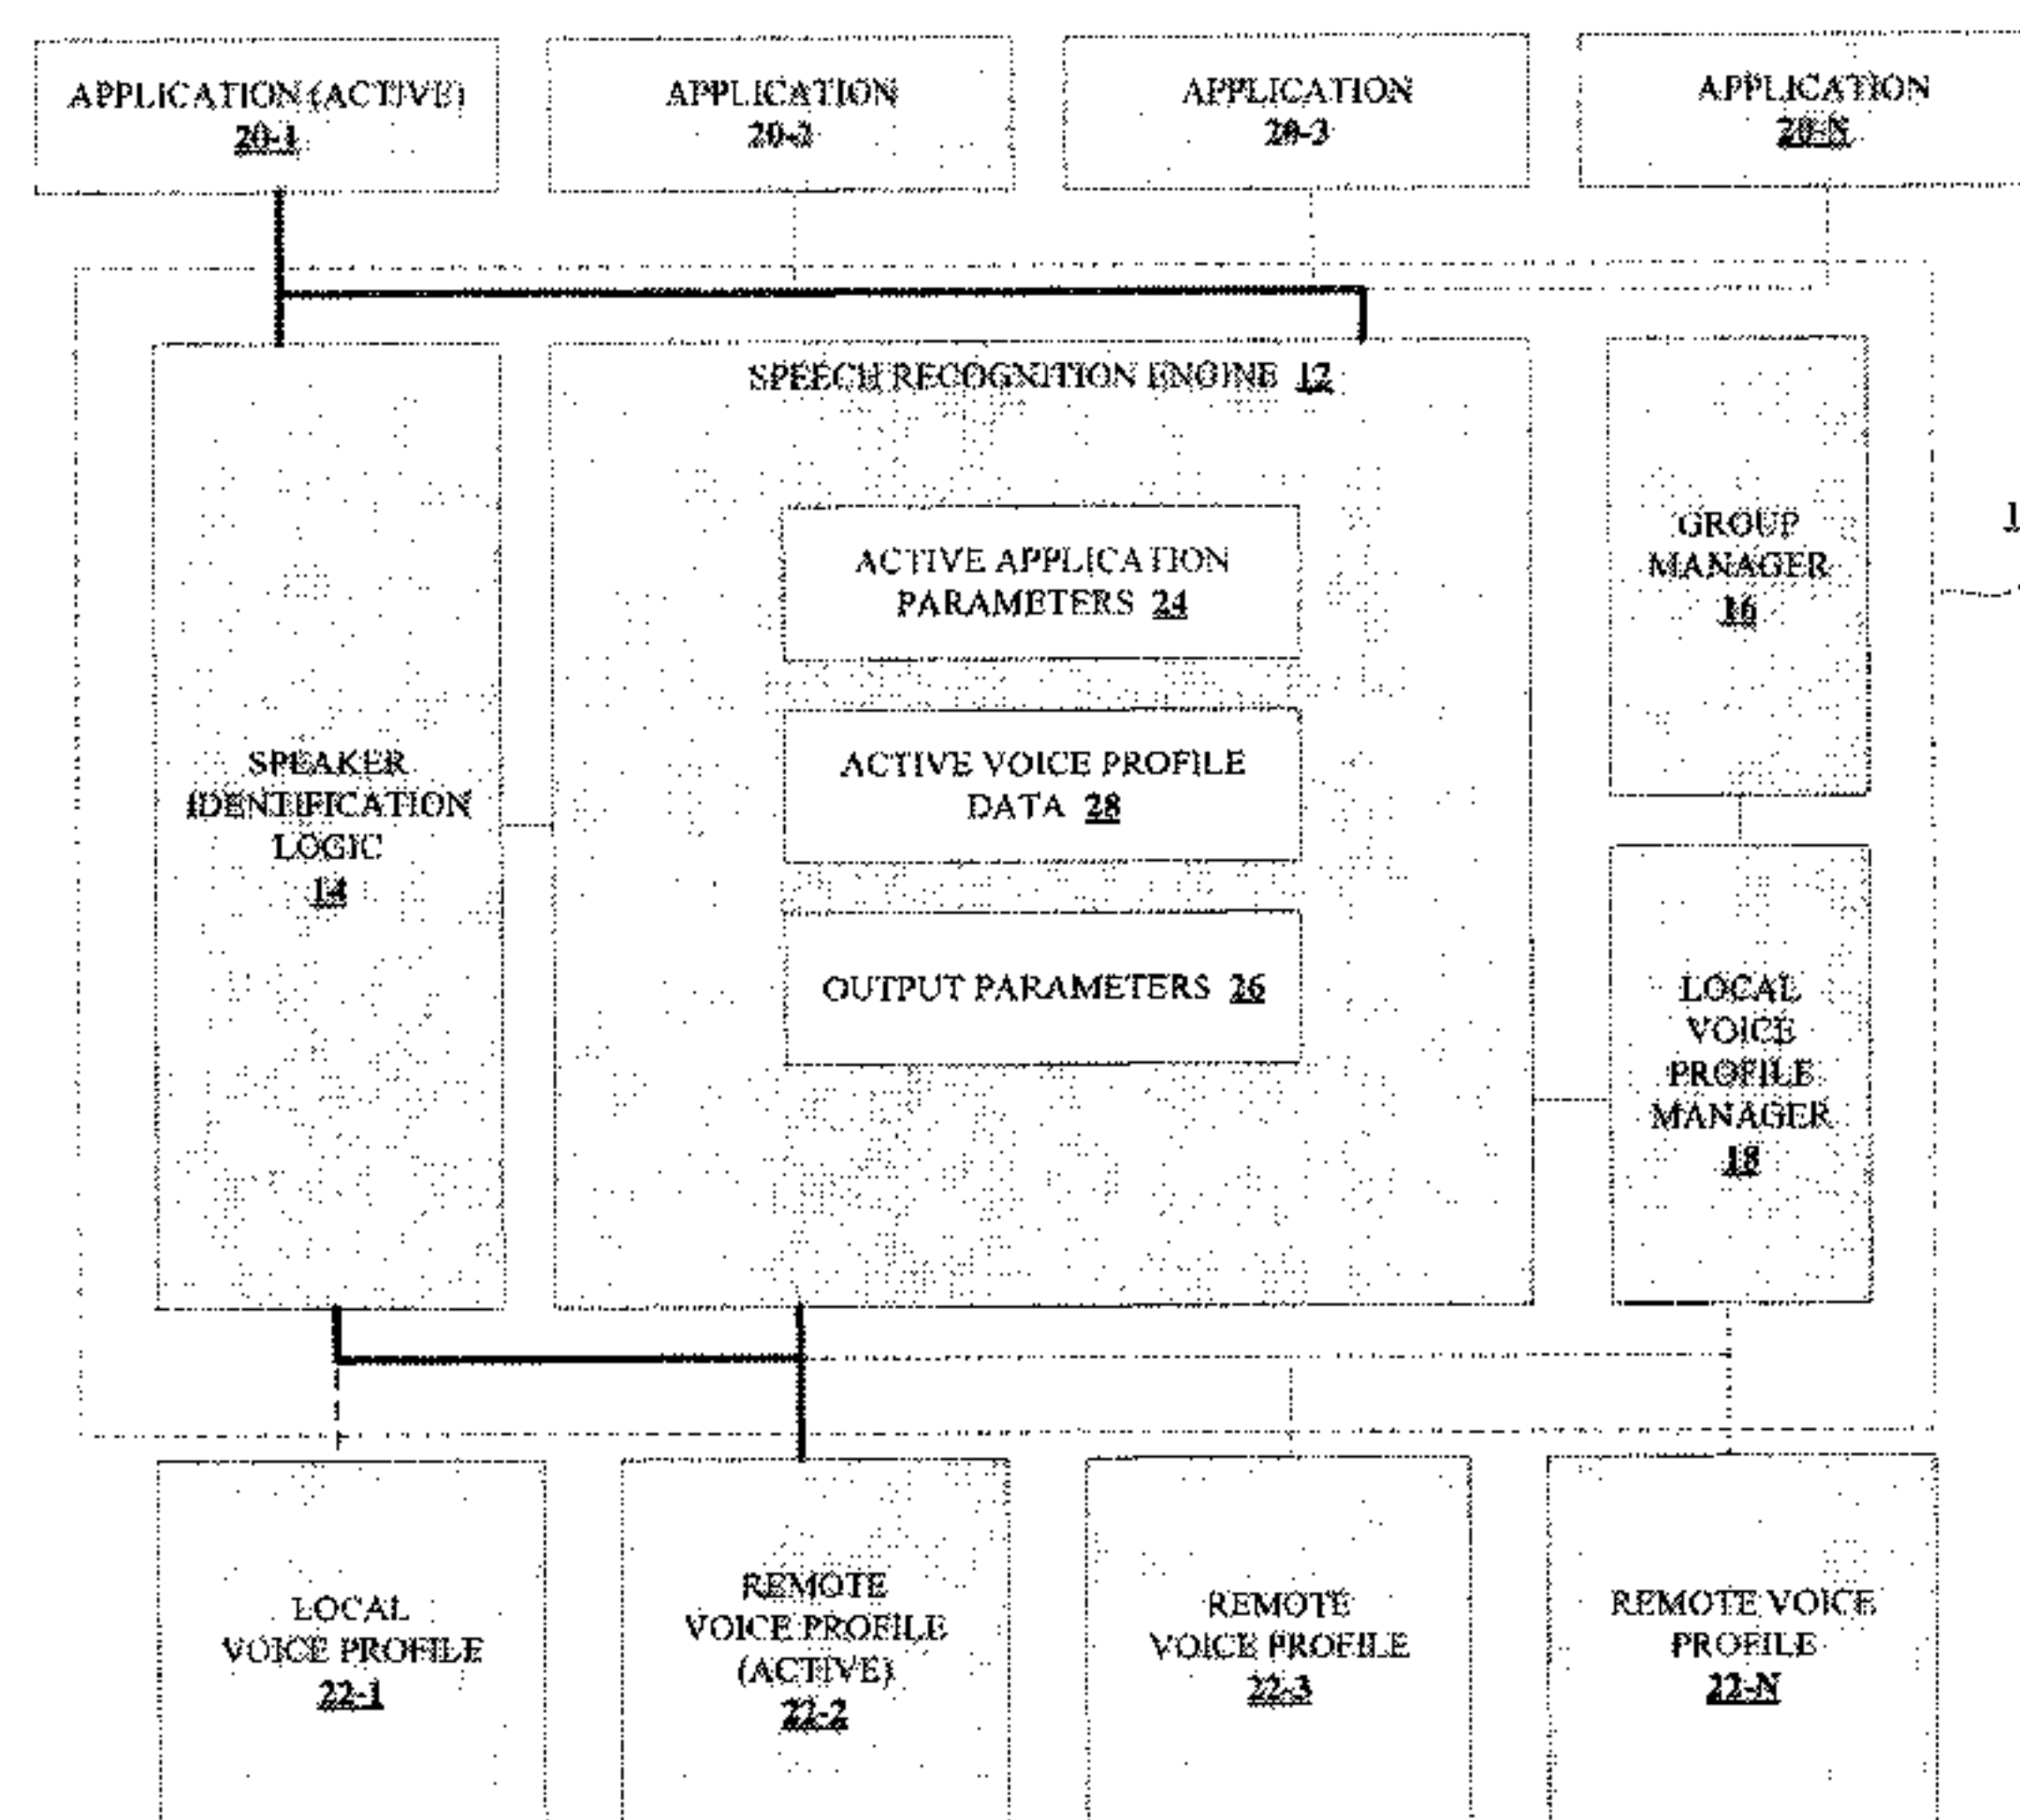 APPLICATION (ACTIVE)
20-1
APPLICATION
20-2
APPLICATION
20-3
APPLICATION
20-N
SPEECH RECOGNITION ENGINE 12
ACTIVE APPLICATION
PARAMETERS 24
ACTIVE VOICE PROFILE
DATA 28
OUTPUT PARAMETERS 26
SPEAKER
IDENTIFICATION
LOGIC
14
GROUP
MANAGER
16
LOCAL
VOICE
PROFILE
MANAGER
18
LOCAL
VOICE PROFILE
22-1
REMOTE
VOICE PROFILE
(ACTIVE)
22-2
REMOTE
VOICE PROFILE
22-3
REMOTE VOICE
PROFILE
22-N